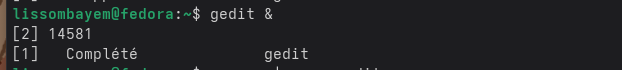 lissombayem@fedora:~$ gedit &
[2] 14581
[1]   Complété              gedit